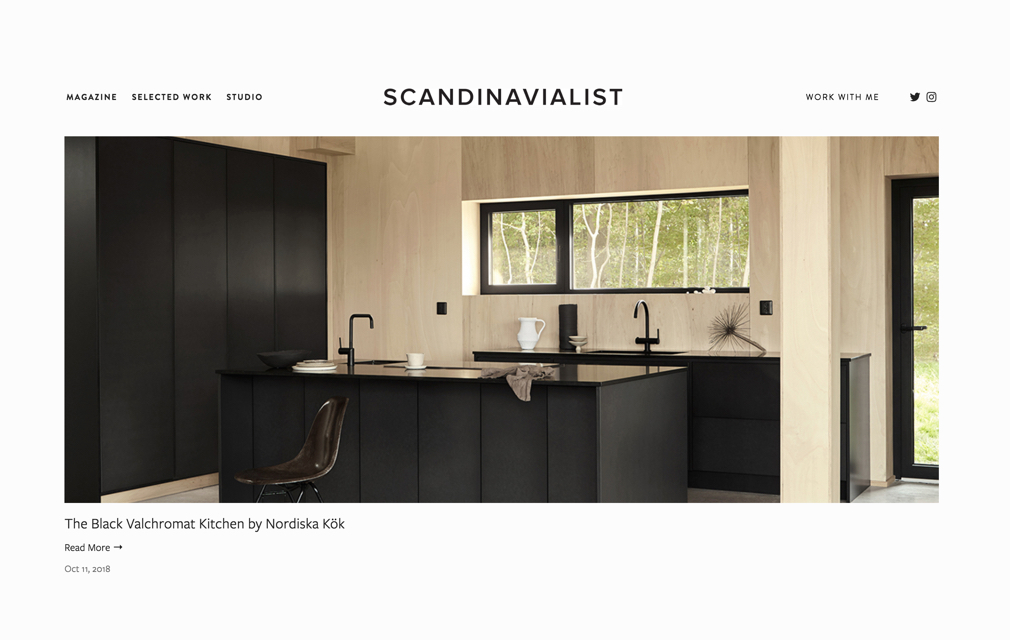 MAGAZINE SELECTED WORK STUDIO SCANDINAVIALIST WORK WITH ME
The Black Valchromat Kitchen by Nordiska Kök
Read More →
Oct 11, 2018